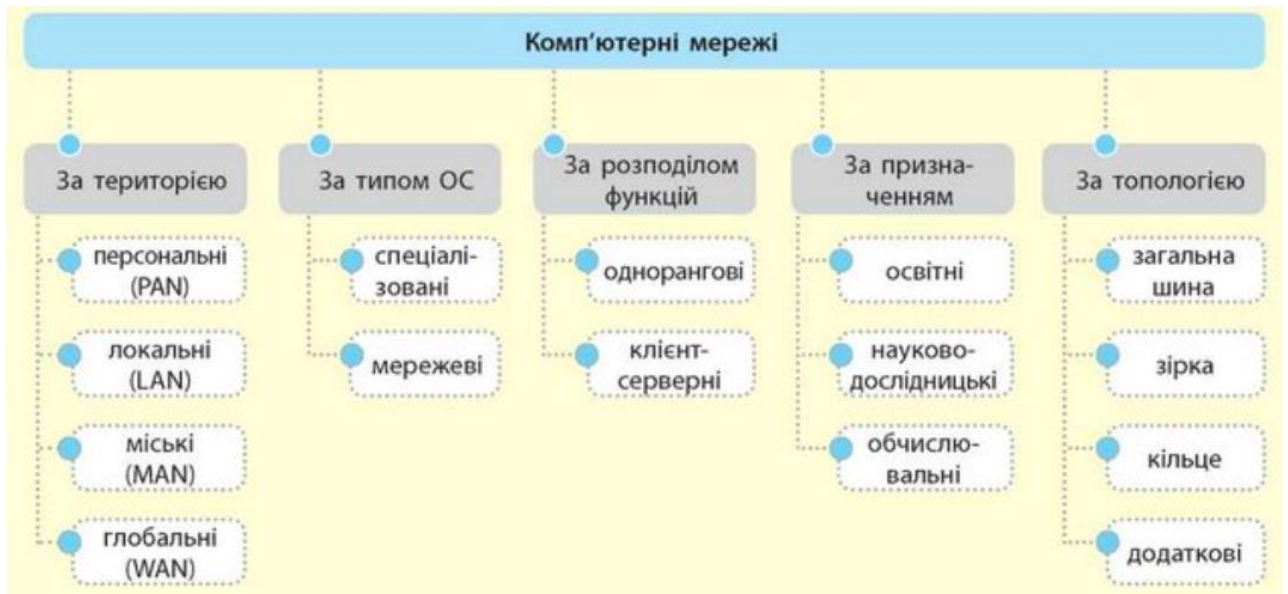 Комп'ютерні мережі
За територією
персональні
(PAN)
локальні
(LAN)
міські
(MAN)
глобальні
(WAN)
За типом ОС
спеціалі-
зовані
мережеві
За розподілом
функцій
однорангові
клієнт-
серверні
За призна-
ченням
освітні
науково-
дослідницькі
обчислю-
вальні
За топологією
загальна
шина
зірка
кільце
додаткові